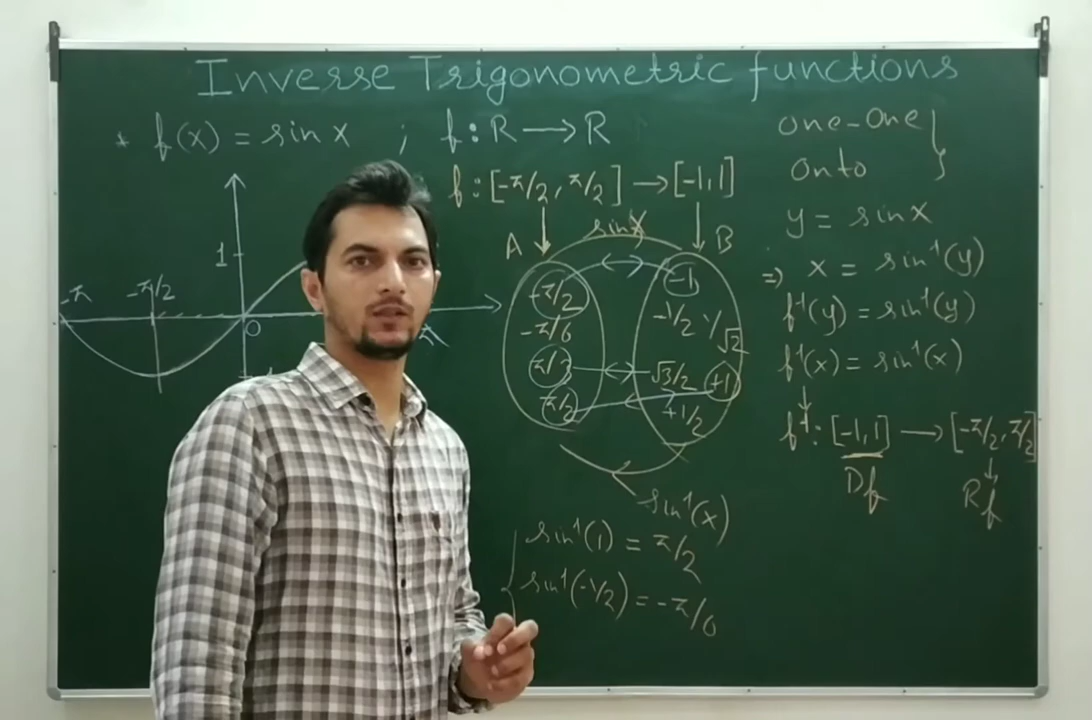 Inverse Trigonometric functions
* f(x) = sin x ; f: R → R
f: [-π/2, π/2] → [-1,1]
one-one
onto
y = sin x
⇒ x = sin⁻¹(y)
f⁻¹(y) = sin⁻¹(y)
f⁻¹(x) = sin⁻¹(x)
f⁻¹: [-1,1] → [-π/2, π/2]
Df
Rf
1
-π
-π/2
0
A
sin x
B
-π/2
-π/6
π/3
π/2
-1
-1/2
1/√2
√3/2
+1
+1/2
sin⁻¹(x)
sin⁻¹(1) = π/2
sin⁻¹(-1/2) = -π/6